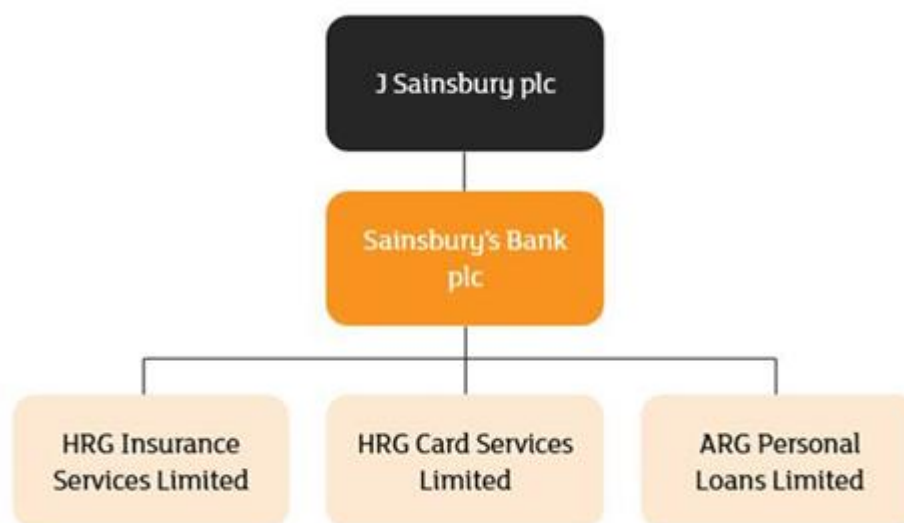 J Sainsbury plc
Sainsbury's Bank
plc
HRG Insurance
Services Limited
HRG Card Services
Limited
ARG Personal
Loans Limited